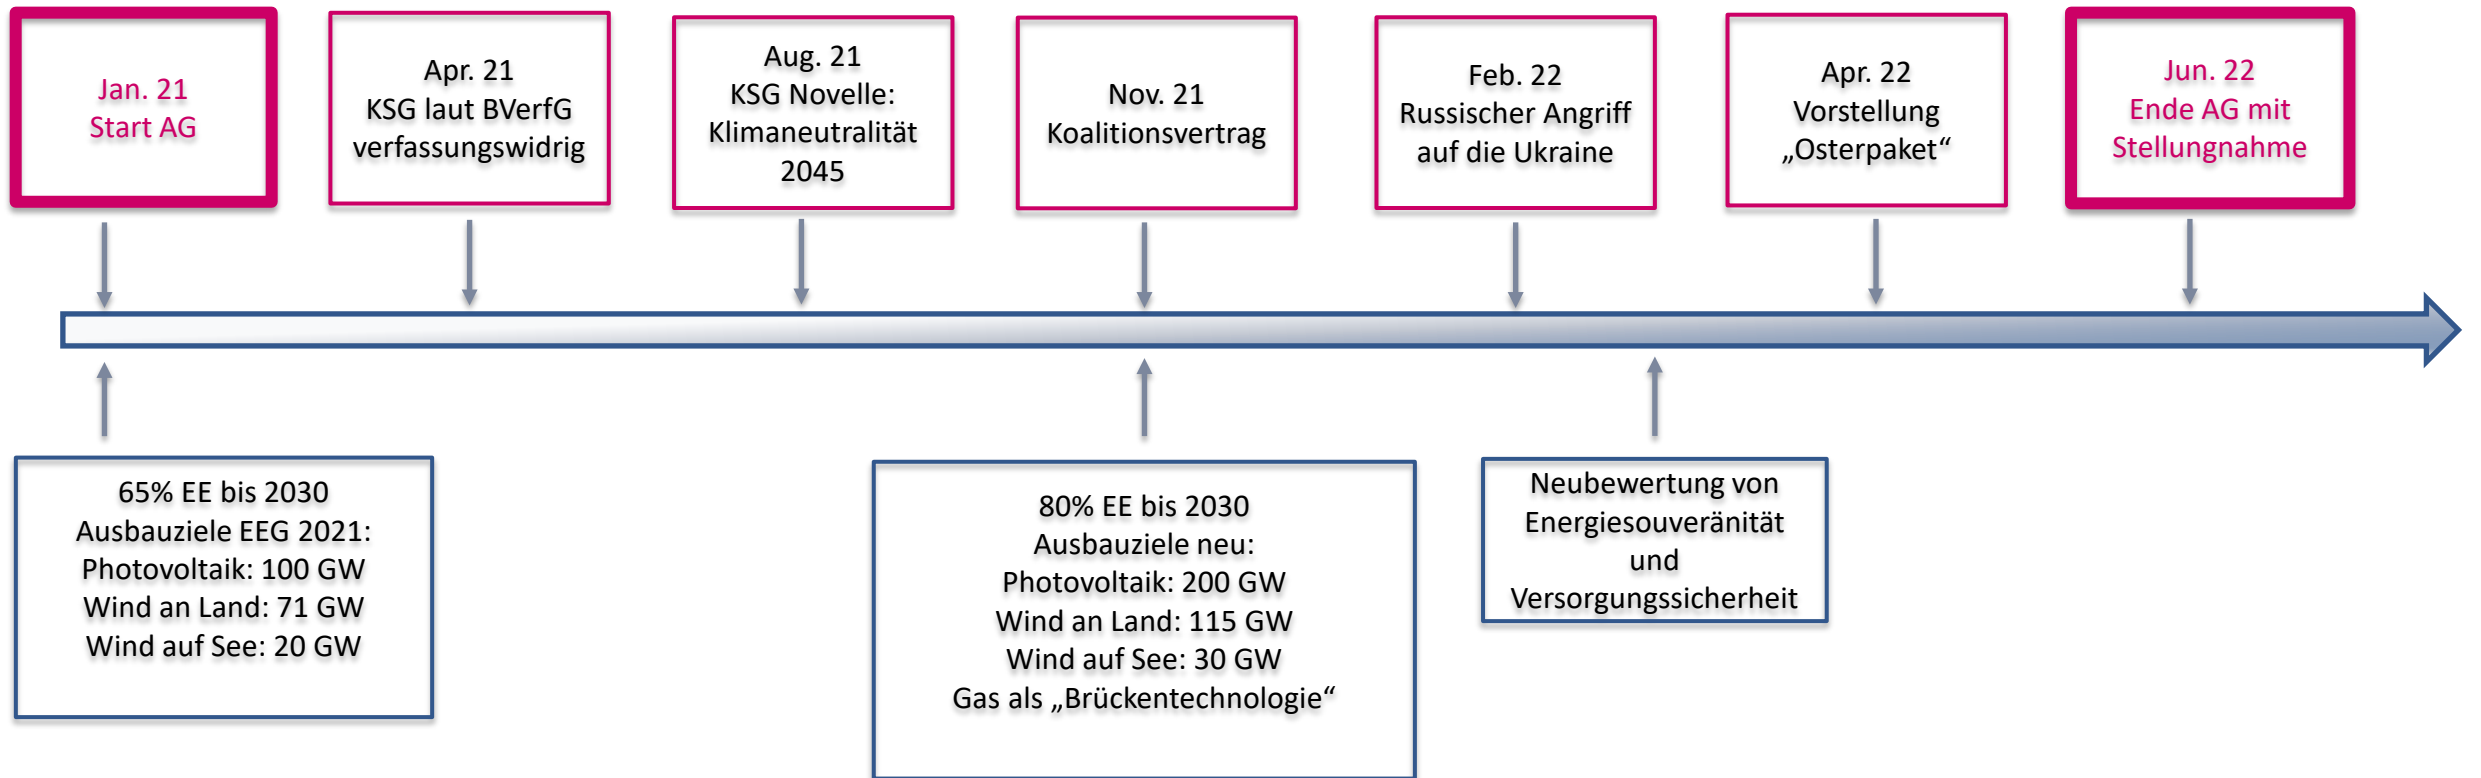 Jan. 21
Start AG
Apr. 21
KSG laut BVerfG
verfassungswidrig
Aug. 21
KSG Novelle:
Klimaneutralität
2045
Nov. 21
Koalitionsvertrag
Feb. 22
Russischer Angriff
auf die Ukraine
Apr. 22
Vorstellung
„Osterpaket“
Jun. 22
Ende AG mit
Stellungnahme
65% EE bis 2030
Ausbauziele EEG 2021:
Photovoltaik: 100 GW
Wind an Land: 71 GW
Wind auf See: 20 GW
80% EE bis 2030
Ausbauziele neu:
Photovoltaik: 200 GW
Wind an Land: 115 GW
Wind auf See: 30 GW
Gas als „Brückentechnologie“
Neubewertung von
Energiesouveränität
und
Versorgungssicherheit